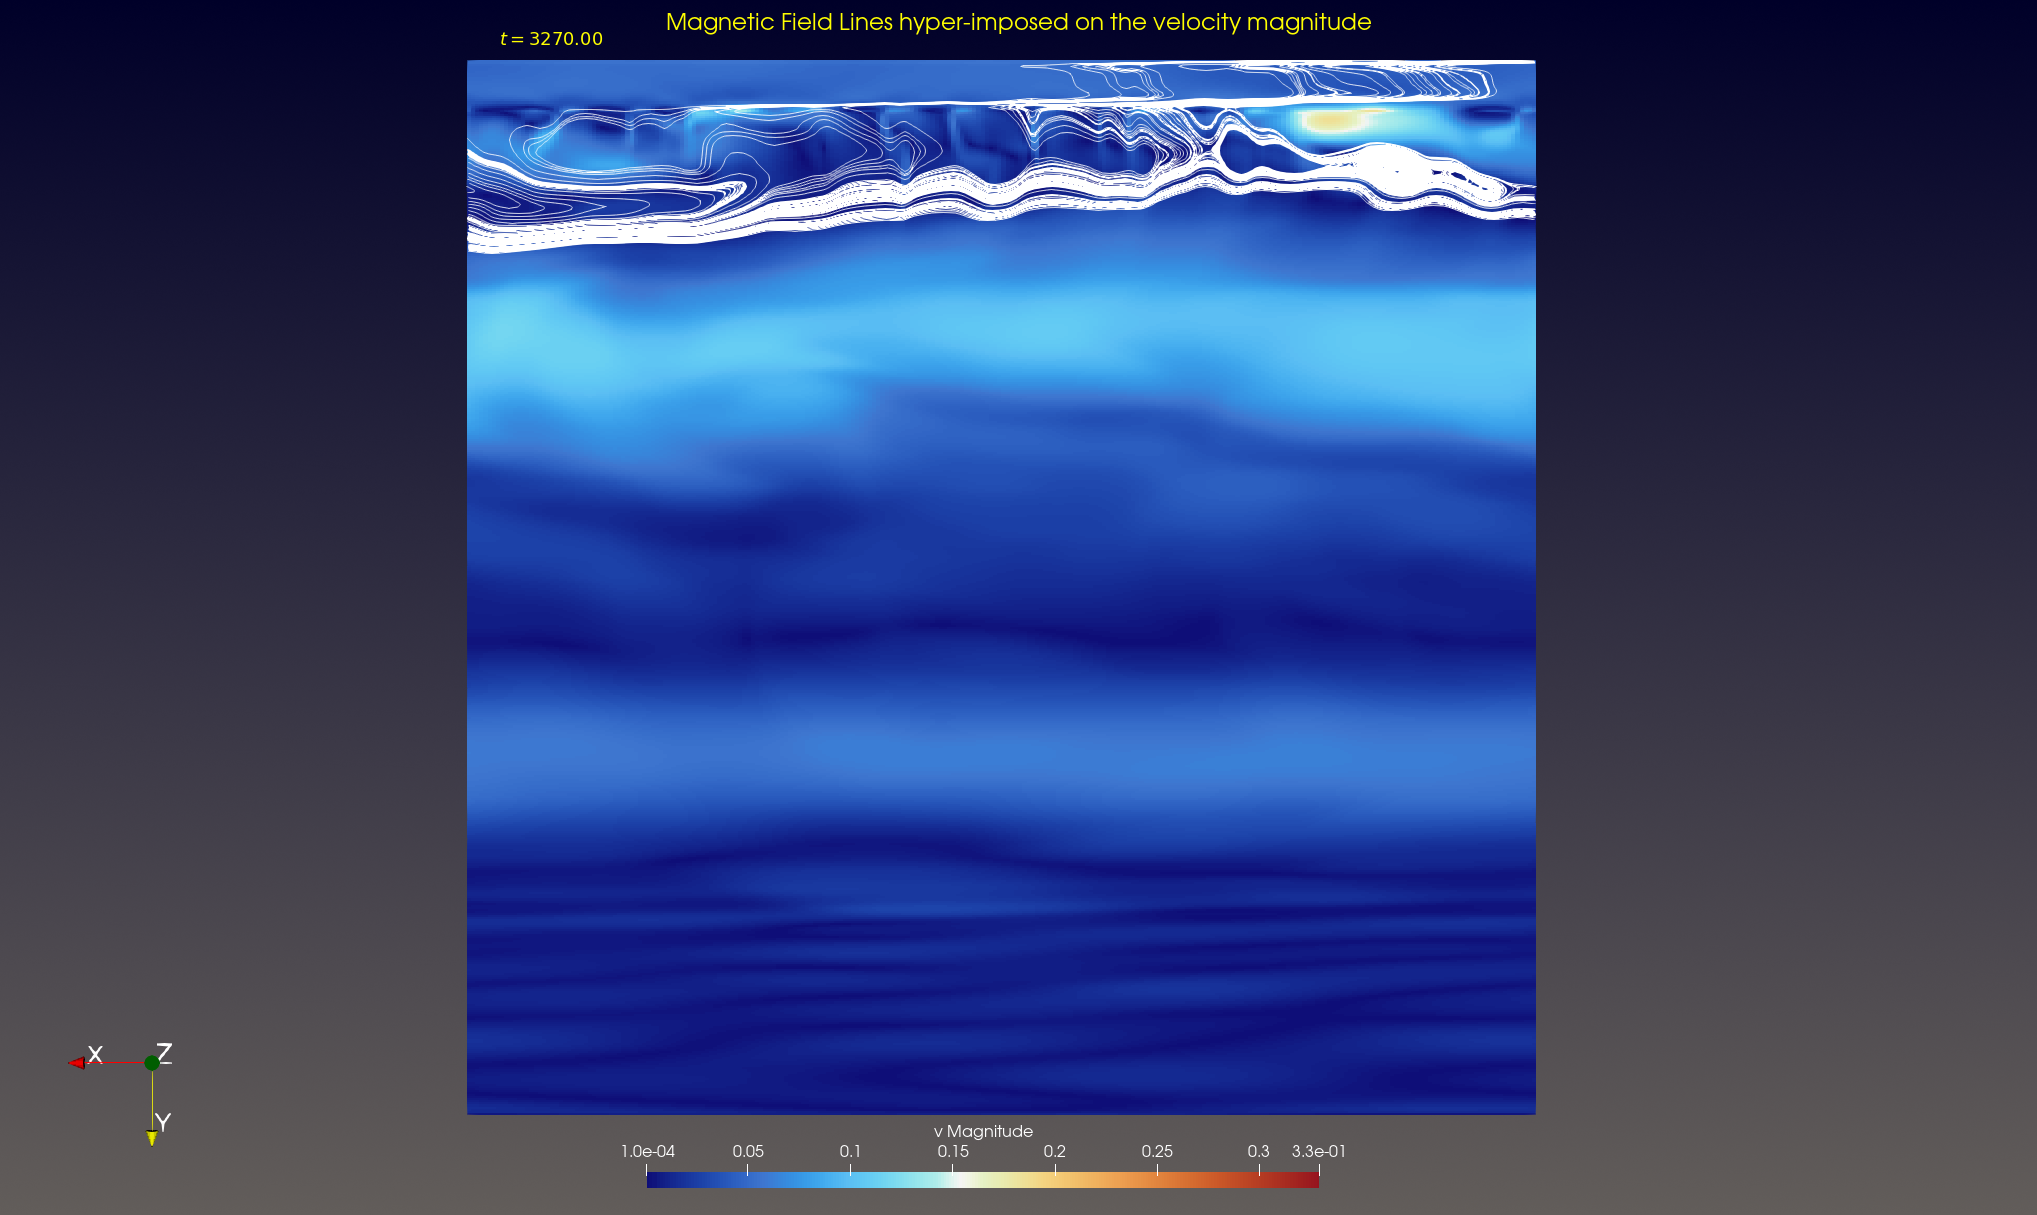 Magnetic Field Lines hyper-imposed on the velocity magnitude
t = 3270.00
X
Z
Y
v Magnitude
1.0e-04 0.05 0.1 0.15 0.2 0.25 0.3 3.3e-01